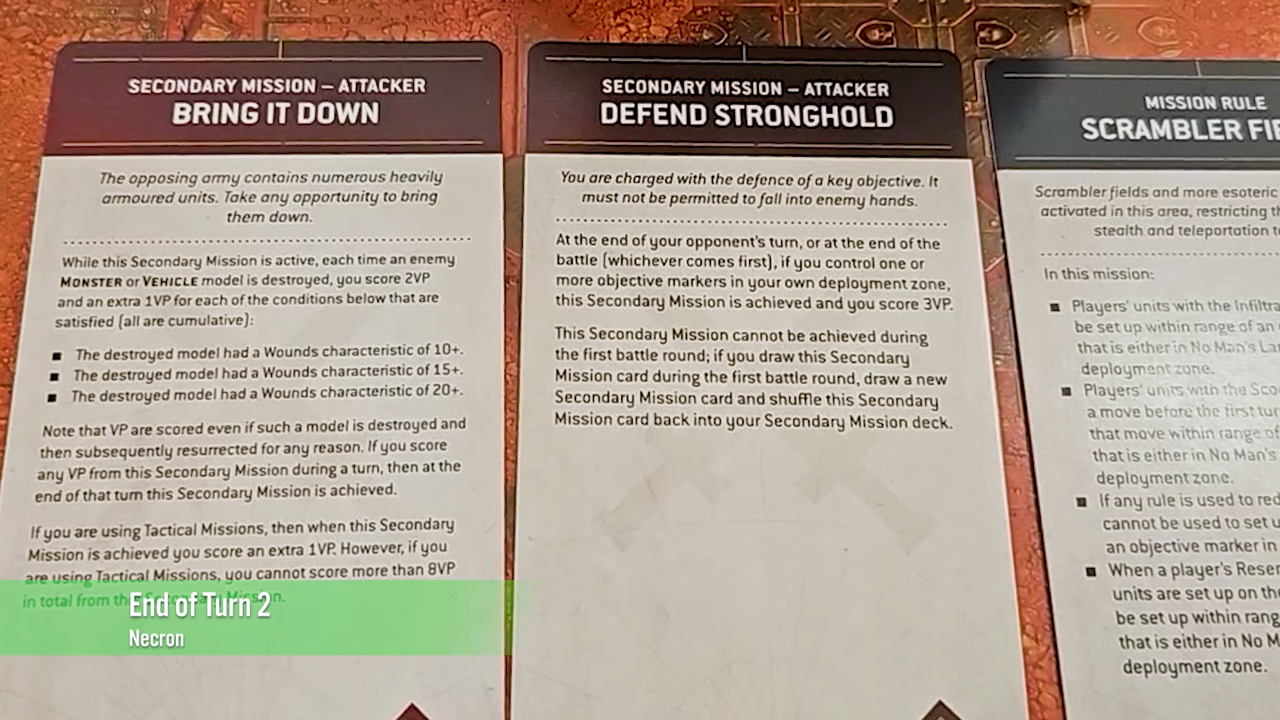 SECONDARY MISSION – ATTACKER
BRING IT DOWN
The opposing army contains numerous heavily
armoured units. Take any opportunity to bring
them down.
While this Secondary Mission is active, each time an enemy
MONSTER or VEHICLE model is destroyed, you score 2VP
and an extra 1VP for each of the conditions below that are
satisfied (all are cumulative):
■ The destroyed model had a Wounds characteristic of 10+.
■ The destroyed model had a Wounds characteristic of 15+.
■ The destroyed model had a Wounds characteristic of 20+.
Note that VP are scored even if such a model is destroyed and
then subsequently resurrected for any reason. If you score
any VP from this Secondary Mission during a turn, then at the
end of that turn this Secondary Mission is achieved.
If you are using Tactical Missions, then when this Secondary
Mission is achieved you score an extra 1VP. However, if you
are using Tactical Missions, you cannot score more than 8VP
in total from
End of Turn 2
Necron
SECONDARY MISSION – ATTACKER
DEFEND STRONGHOLD
You are charged with the defence of a key objective. It
must not be permitted to fall into enemy hands.
At the end of your opponent's turn, or at the end of the
battle (whichever comes first), if you control one or
more objective markers in your own deployment zone,
this Secondary Mission is achieved and you score 3VP.
This Secondary Mission cannot be achieved during
the first battle round; if you draw this Secondary
Mission card during the first battle round, draw a new
Secondary Mission card and shuffle this Secondary
Mission card back into your Secondary Mission deck.
MISSION RULE
SCRAMBLER FI
Scrambler fields and more esoteric
activated in this area, restricting th
stealth and teleportation t
In this mission:
■ Players' units with the Infiltra
be set up within range of an
that is either in No Man's La
deployment zone.
■ Players' units with the Sco
a move before the first tur
that move within range of
that is either in No Man's
deployment zone.
■ If any rule is used to red
cannot be used to set u
an objective marker in
■ When a player's Reser
units are set up on the
be set up within rang
that is either in No M
deployment zone.